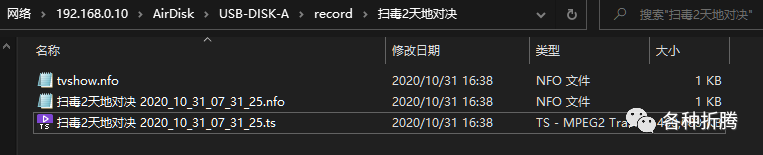 网络 > 192.168.0.10 > AirDisk > USB-DISK-A > record > 扫毒2天地对决
搜索"扫毒2天地对决"
名称 修改日期 类型 大小
tvshow.nfo 2020/10/31 16:38 NFO 文件 1 KB
扫毒2天地对决 2020_10_31_07_31_25.nfo 2020/10/31 16:38 NFO 文件 1 KB
TS 扫毒2天地对决 2020_10_31_07_31_25.ts 2020/10/31 16:38 TS - MPEG2 Tra KB
各种折腾